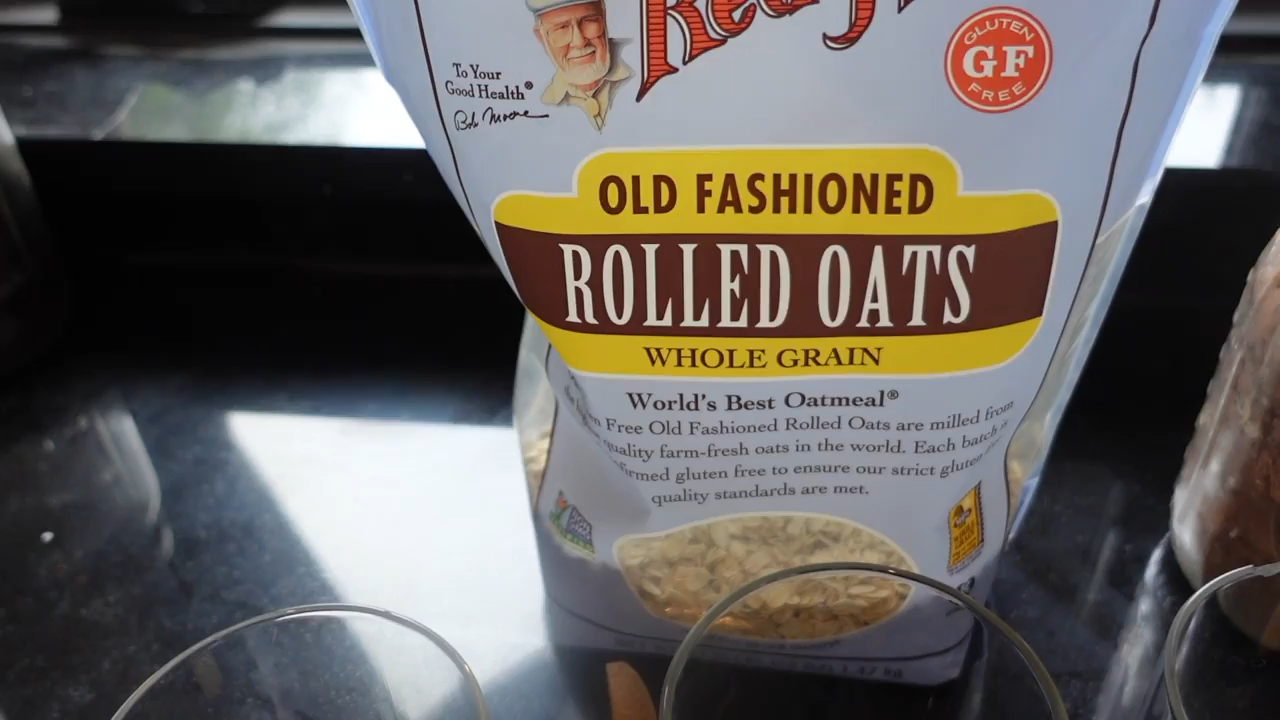 Red
GLUTEN
GF
FREE
To Your
Good Health®
Bob Moore
OLD FASHIONED
ROLLED OATS
WHOLE GRAIN
World's Best Oatmeal®
Free Old Fashioned Rolled Oats are milled from
quality farm-fresh oats in the world. Each batch
firmed gluten free to ensure our strict gluten
quality standards are met.